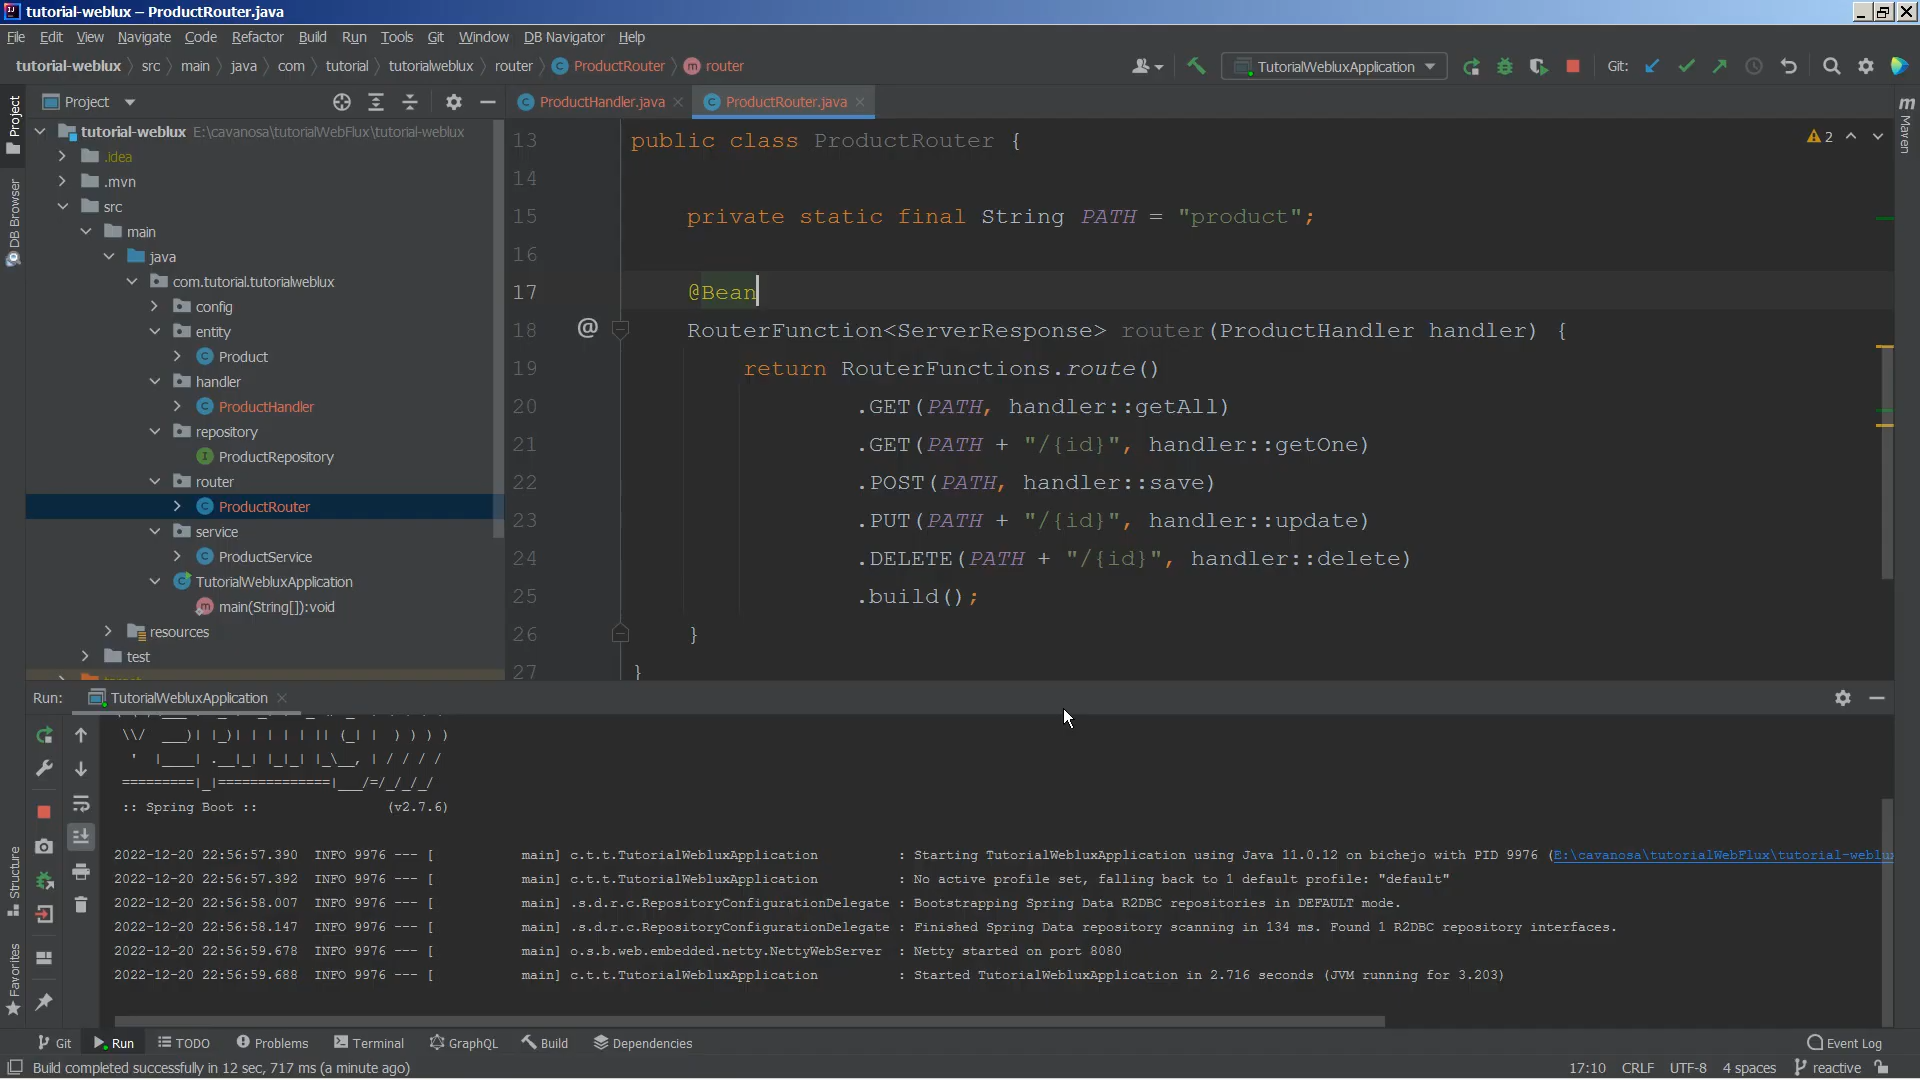 tutorial-weblux – ProductRouter.java
File Edit View Navigate Code Refactor Build Run Tools Git Window DB Navigator Help
tutorial-weblux src main java com tutorial tutorialweblux router ProductRouter router
TutorialWebluxApplication
Git:
Project
ProductHandler.java
ProductRouter.java
Project
DB Browser
Structure
Favorites
Maven
tutorial-weblux E:\cavanosa\tutorialWebFlux\tutorial-weblux
.idea
.mvn
src
main
java
com.tutorial.tutorialweblux
config
entity
Product
handler
ProductHandler
repository
ProductRepository
router
ProductRouter
service
ProductService
TutorialWebluxApplication
main(String[]):void
resources
test
2
13 public class ProductRouter {
14
15 private static final String PATH = "product";
16
17 @Bean
18 RouterFunction<ServerResponse> router(ProductHandler handler) {
19 return RouterFunctions.route()
20 .GET(PATH, handler::getAll)
21 .GET(PATH + "/{id}", handler::getOne)
22 .POST(PATH, handler::save)
23 .PUT(PATH + "/{id}", handler::update)
24 .DELETE(PATH + "/{id}", handler::delete)
25 .build();
26 }
27 }
Run: TutorialWebluxApplication
\\/ ___)| |_)| | | | | || (_| | ) ) ) )
' |____| .__|_| |_|_| |_\__, | / / / /
=========|_|==============|___/=/_/_/_/
:: Spring Boot :: (v2.7.6)
2022-12-20 22:56:57.390 INFO 9976 --- [ main] c.t.t.TutorialWebluxApplication : Starting TutorialWebluxApplication using Java 11.0.12 on bichejo with PID 9976 (E:\cavanosa\tutorialWebFlux\tutorial-weblux
2022-12-20 22:56:57.392 INFO 9976 --- [ main] c.t.t.TutorialWebluxApplication : No active profile set, falling back to 1 default profile: "default"
2022-12-20 22:56:58.007 INFO 9976 --- [ main] .s.d.r.c.RepositoryConfigurationDelegate : Bootstrapping Spring Data R2DBC repositories in DEFAULT mode.
2022-12-20 22:56:58.147 INFO 9976 --- [ main] .s.d.r.c.RepositoryConfigurationDelegate : Finished Spring Data repository scanning in 134 ms. Found 1 R2DBC repository interfaces.
2022-12-20 22:56:59.678 INFO 9976 --- [ main] o.s.b.web.embedded.netty.NettyWebServer : Netty started on port 8080
2022-12-20 22:56:59.688 INFO 9976 --- [ main] c.t.t.TutorialWebluxApplication : Started TutorialWebluxApplication in 2.716 seconds (JVM running for 3.203)
Git Run TODO Problems Terminal GraphQL Build Dependencies Event Log
Build completed successfully in 12 sec, 717 ms (a minute ago) 17:10 CRLF UTF-8 4 spaces reactive